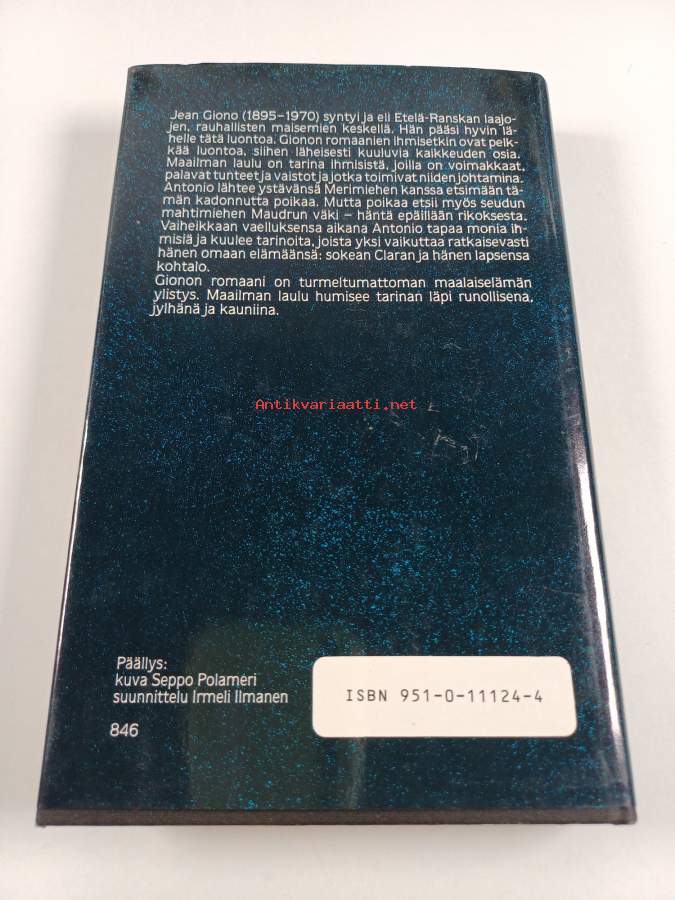 Jean Giono (1895–1970) syntyi ja eli Etelä-Ranskan laajo-
jen, rauhallisten maisemien keskellä. Hän pääsi hyvin lä-
helle tätä luontoa. Gionon romaanien ihmisetkin ovat pelk-
kää luontoa, siihen läheisesti kuuluvia kaikkeuden osia.
Maailman laulu on tarina ihmisistä, joilla on voimakkaat,
palavat tunteet ja vaistot ja jotka toimivat niiden johtamina.
Antonio lähtee ystävänsä Merimiehen kanssa etsimään tä-
män kadonnutta poikaa. Mutta poikaa etsii myös seudun
mahtimiehen Maudrun väki – häntä epäillään rikoksesta.
Vaiheikkaan vaelluksensa aikana Antonio tapaa monia ih-
misiä ja kuulee tarinoita, joista yksi vaikuttaa ratkaisevasti
hänen omaan elämäänsä: sokean Claran ja hänen lapsensa
kohtalo.
Gionon romaani on turmeltumattoman maalaiselämän
ylistys. Maailman laulu humisee tarinan läpi runollisena,
jylhänä ja kauniina.
Antikvariaatti.net
Päällys:
kuva Seppo Polameri
suunnittelu Irmeli Ilmanen
846
ISBN 951-0-11124-4